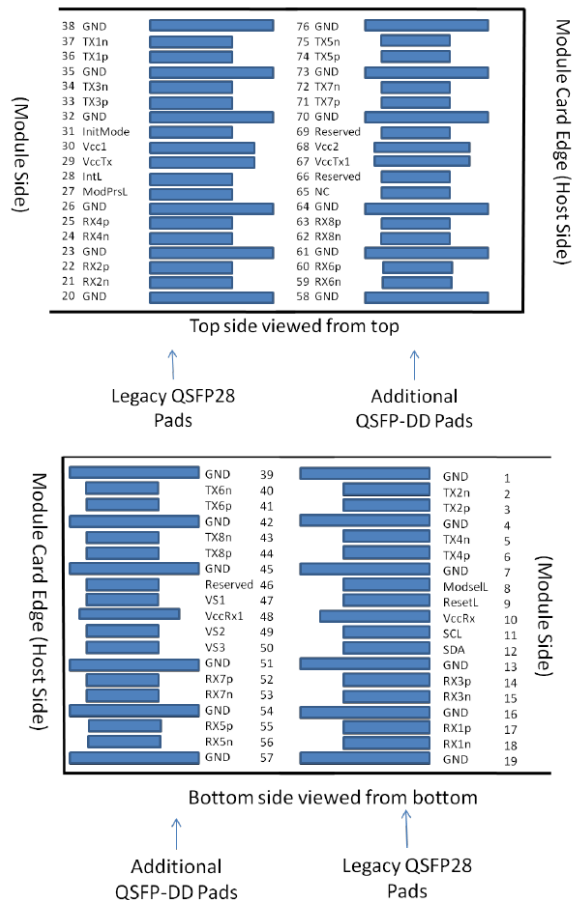 38 GND 76 GND
37 TX1n 75 TX5n
36 TX1p 74 TX5p
35 GND 73 GND
34 TX3n 72 TX7n
33 TX3p 71 TX7p
32 GND 70 GND
31 InitMode 69 Reserved
30 Vcc1 68 Vcc2
29 VccTx 67 VccTx1
28 IntL 66 Reserved
27 ModPrsL 65 NC
26 GND 64 GND
25 RX4p 63 RX8p
24 RX4n 62 RX8n
23 GND 61 GND
22 RX2p 60 RX6p
21 RX2n 59 RX6n
20 GND 58 GND
(Module Side)
Module Card Edge (Host Side)
Top side viewed from top
Legacy QSFP28
Pads
Additional
QSFP-DD Pads
Module Card Edge (Host Side)
(Module Side)
GND 39 GND 1
TX6n 40 TX2n 2
TX6p 41 TX2p 3
GND 42 GND 4
TX8n 43 TX4n 5
TX8p 44 TX4p 6
GND 45 GND 7
Reserved 46 ModselL 8
VS1 47 ResetL 9
VccRx1 48 VccRx 10
VS2 49 SCL 11
VS3 50 SDA 12
GND 51 GND 13
RX7p 52 RX3p 14
RX7n 53 RX3n 15
GND 54 GND 16
RX5p 55 RX1p 17
RX5n 56 RX1n 18
GND 57 GND 19
Bottom side viewed from bottom
Additional
QSFP-DD Pads
Legacy QSFP28
Pads